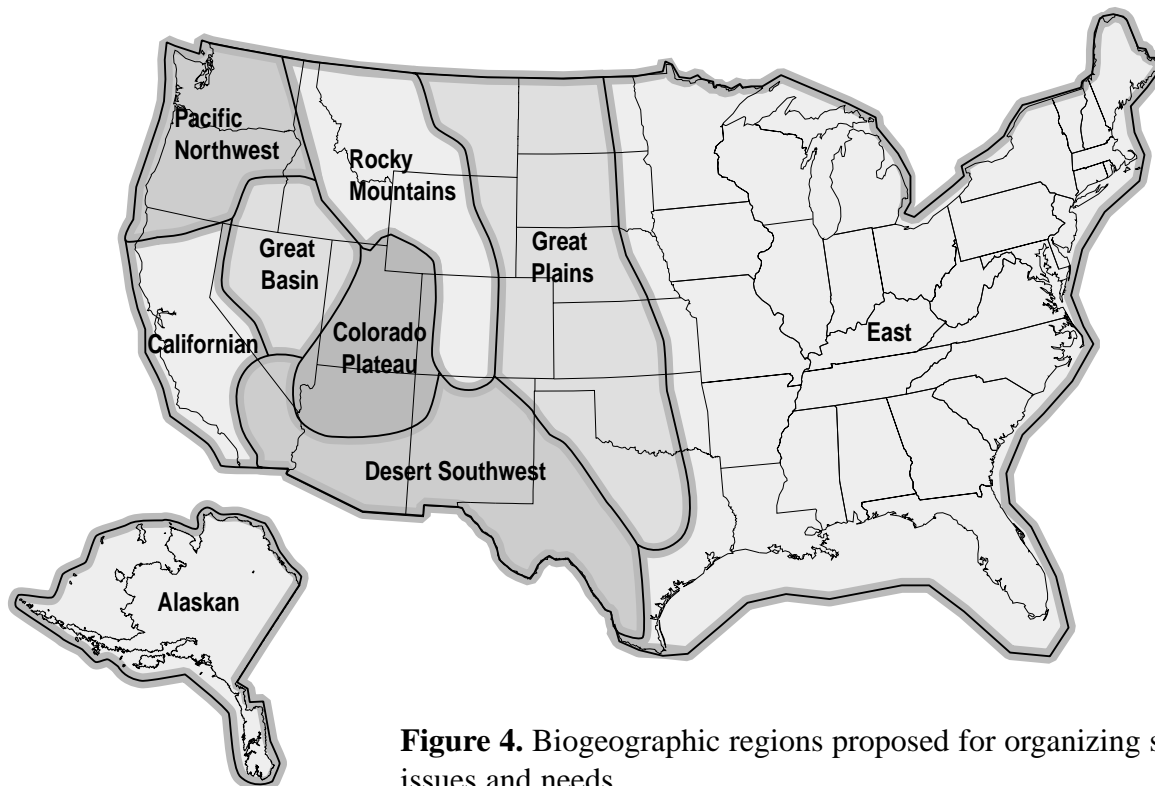 Pacific
Northwest
Rocky
Mountains
Great
Basin
Great
Plains
Californian
Colorado
Plateau
East
Desert Southwest
Alaskan
Figure 4. Biogeographic regions proposed for organizing
issues and needs